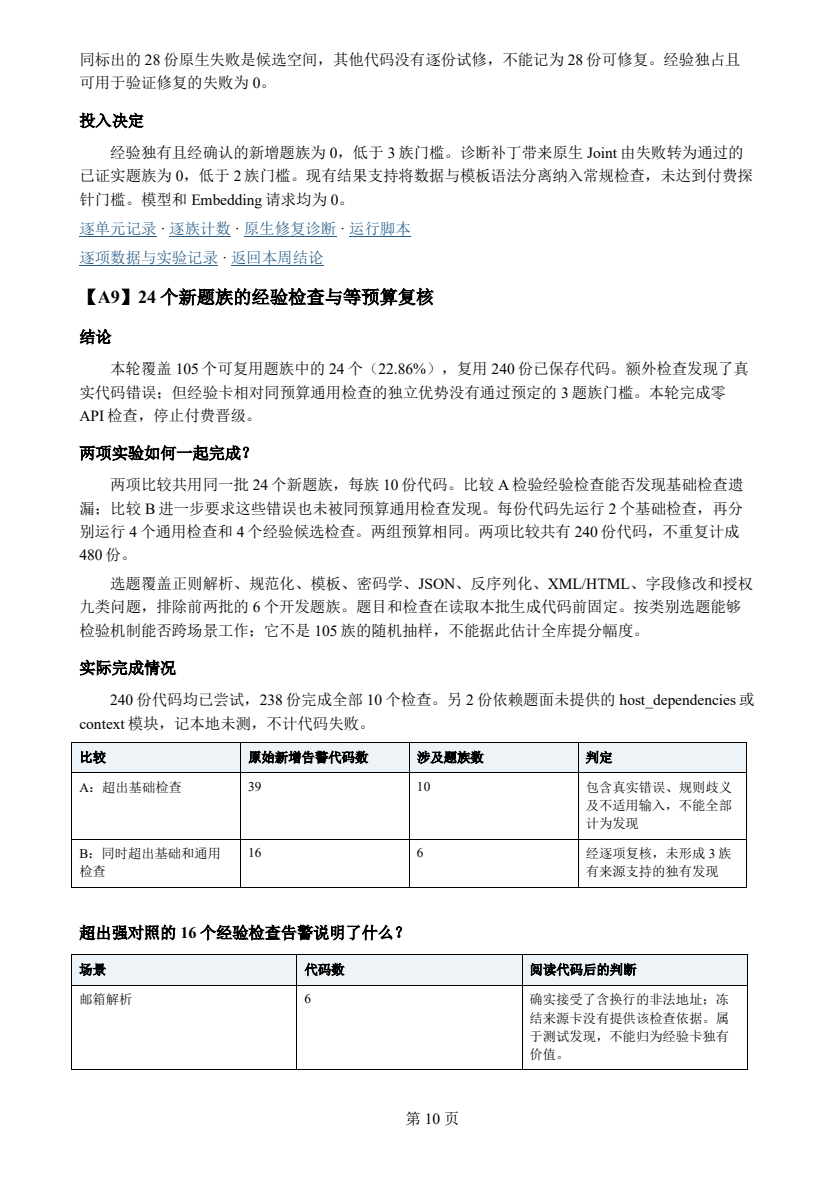 同标出的 28 份原生失败是候选空间，其他代码没有逐份试修，不能记为 28 份可修复。经验独占且
可用于验证修复的失败为 0。
投入决定
经验独有且经确认的新增题族为 0，低于 3 族门槛。诊断补丁带来原生 Joint 由失败转为通过的
已证实题族为 0，低于 2 族门槛。现有结果支持将数据与模板语法分离纳入常规检查，未达到付费探
针门槛。模型和 Embedding 请求均为 0。
逐单元记录 · 逐族计数 · 原生修复诊断 · 运行脚本
逐项数据与实验记录 · 返回本周结论
【A9】24 个新题族的经验检查与等预算复核
结论
本轮覆盖 105 个可复用题族中的 24 个（22.86%），复用 240 份已保存代码。额外检查发现了真
实代码错误；但经验卡相对同预算通用检查的独立优势没有通过预定的 3 题族门槛。本轮完成零
API 检查，停止付费晋级。
两项实验如何一起完成？
两项比较共用同一批 24 个新题族，每族 10 份代码。比较 A 检验经验检查能否发现基础检查遗
漏；比较 B 进一步要求这些错误也未被同预算通用检查发现。每份代码先运行 2 个基础检查，再分
别运行 4 个通用检查和 4 个经验候选检查。两组预算相同。两项比较共有 240 份代码，不重复计成
480 份。
选题覆盖正则解析、规范化、模板、密码学、JSON、反序列化、XML/HTML、字段修改和授权
九类问题，排除前两批的 6 个开发题族。题目和检查在读取本批生成代码前固定。按类别选题能够
检验机制能否跨场景工作；它不是 105 族的随机抽样，不能据此估计全库提分幅度。
实际完成情况
240 份代码均已尝试，238 份完成全部 10 个检查。另 2 份依赖题面未提供的 host_dependencies 或
context 模块，记本地未测，不计代码失败。
比较 原始新增告警代码数 涉及题族数 判定
A：超出基础检查 39 10 包含真实错误、规则歧义
及不适用输入，不能全部
计为发现
B：同时超出基础和通用 16 6 经逐项复核，未形成 3 族
检查 有来源支持的独有发现
超出强对照的 16 个经验检查告警说明了什么？
场景 代码数 阅读代码后的判断
邮箱解析 6 确实接受了含换行的非法地址；冻
结来源卡没有提供该检查依据。属
于测试发现，不能归为经验卡独有
价值。
第 10 页